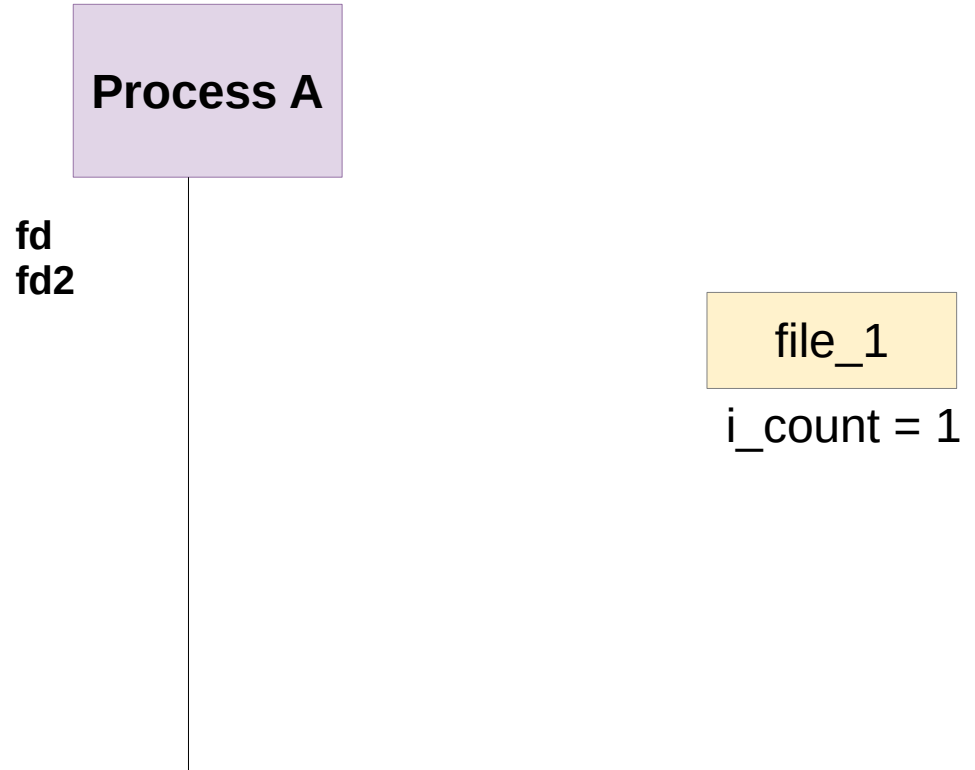 Process A
fd
fd2
file_1
i_count = 1